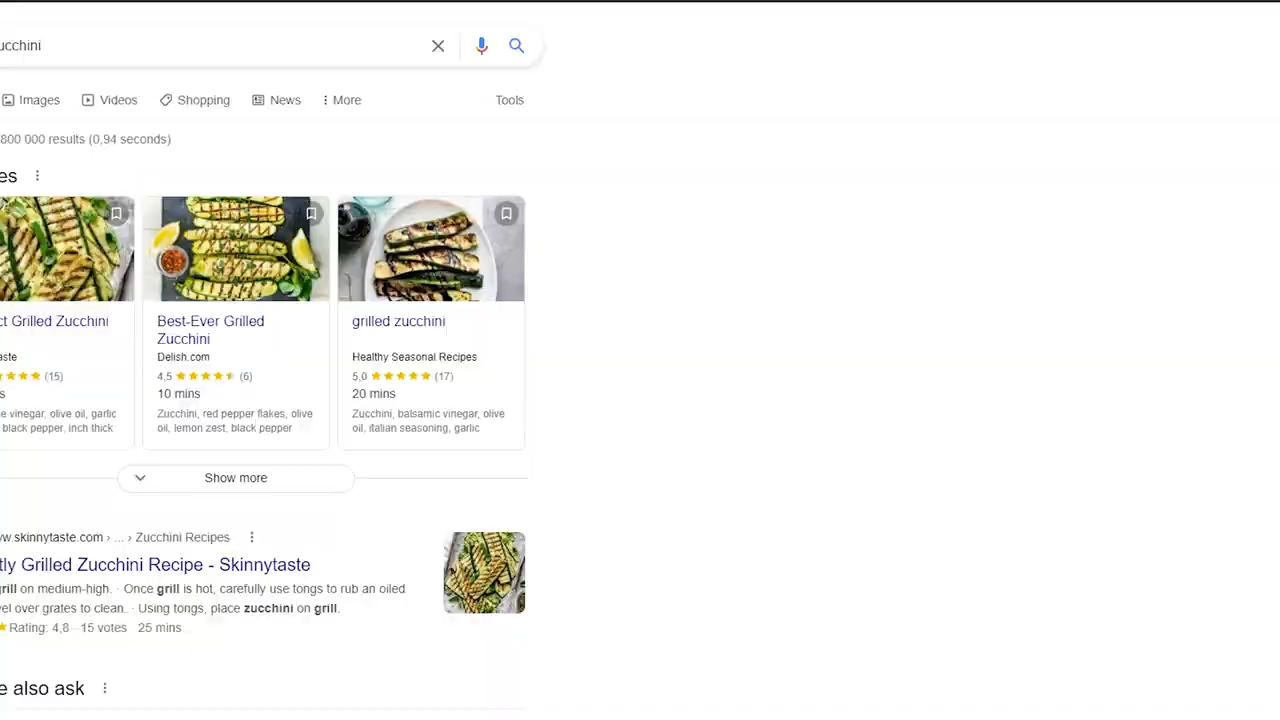 ucchini
Images Videos Shopping News More Tools
800 000 results (0,94 seconds)
es
ct Grilled Zucchini
aste
(15)
s
e vinegar, olive oil, garlic
black pepper, inch thick
Best-Ever Grilled
Zucchini
Delish.com
4,5 (6)
10 mins
Zucchini, red pepper flakes, olive
oil, lemon zest, black pepper
grilled zucchini
Healthy Seasonal Recipes
5,0 (17)
20 mins
Zucchini, balsamic vinegar, olive
oil, italian seasoning, garlic
Show more
w.skinnytaste.com › ... › Zucchini Recipes
tly Grilled Zucchini Recipe - Skinnytaste
rill on medium-high. · Once grill is hot, carefully use tongs to rub an oiled
el over grates to clean. · Using tongs, place zucchini on grill.
Rating: 4,8 · 15 votes 25 mins
e also ask